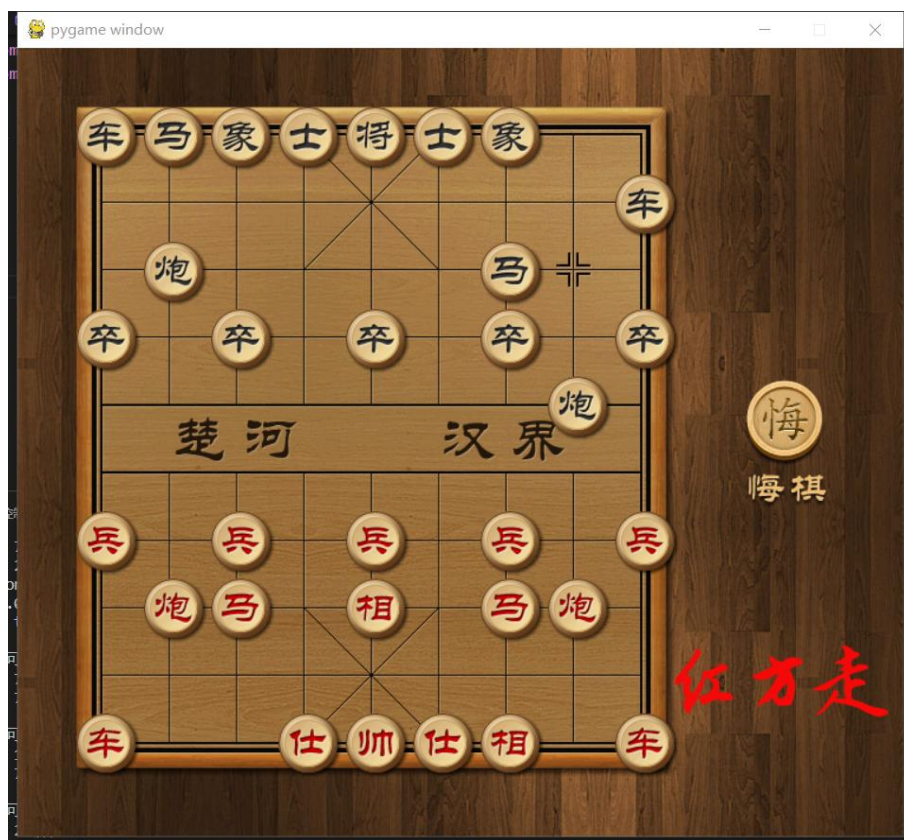 pygame window
车马象士将士象
车
炮马
卒卒卒卒卒
炮
楚河 汉界
悔
悔棋
兵兵兵兵兵
炮马相马炮
红方走
车仕帅仕相车